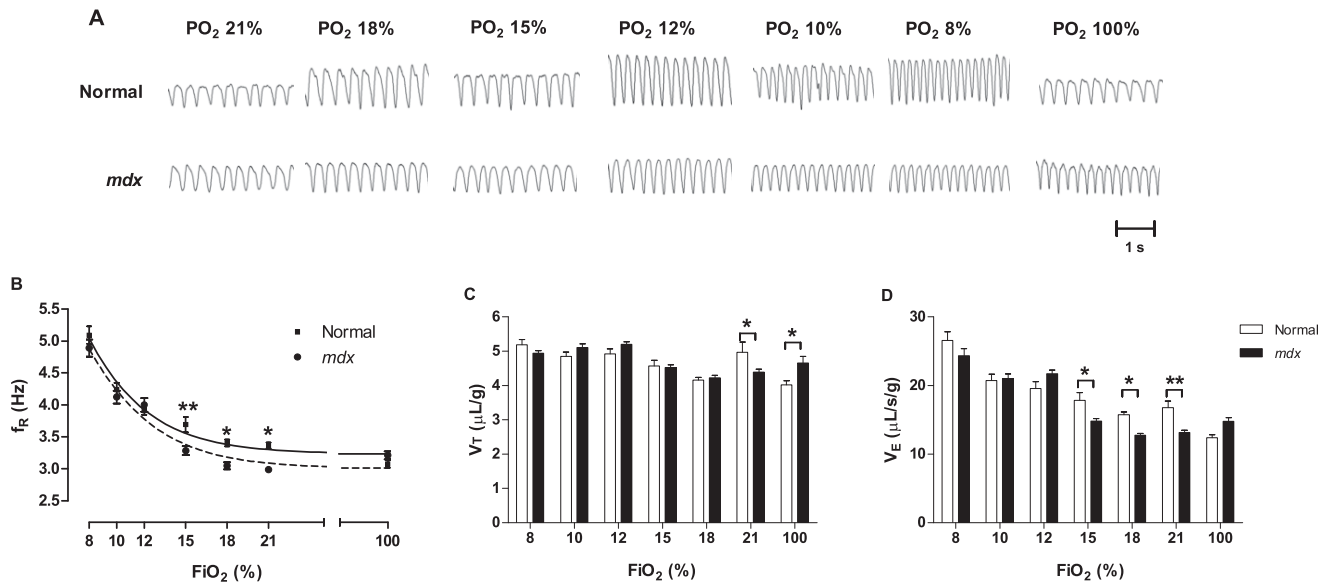 A
PO₂ 21% PO₂ 18% PO₂ 15% PO₂ 12% PO₂ 10% PO₂ 8% PO₂ 100%
Normal
mdx
1 s
B
5.5
5.0
4.5
4.0
3.5
3.0
2.5
fR (Hz)
Normal
mdx
** * *
8 10 12 15 18 21 100
FiO₂ (%)
C
6
5
4
3
2
1
0
VT (µL/g)
* *
8 10 12 15 18 21 100
FiO₂ (%)
D
30
20
10
0
VE (µL/s/g)
* * **
Normal
mdx
8 10 12 15 18 21 100
FiO₂ (%)